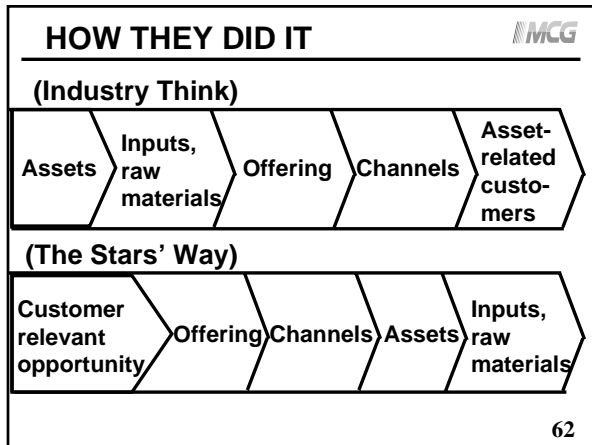 HOW THEY DID IT
MCG
(Industry Think)
Assets
Inputs,
raw
materials
Offering
Channels
Asset-
related
custo-
mers
(The Stars' Way)
Customer
relevant
opportunity
Offering
Channels
Assets
Inputs,
raw
materials
62